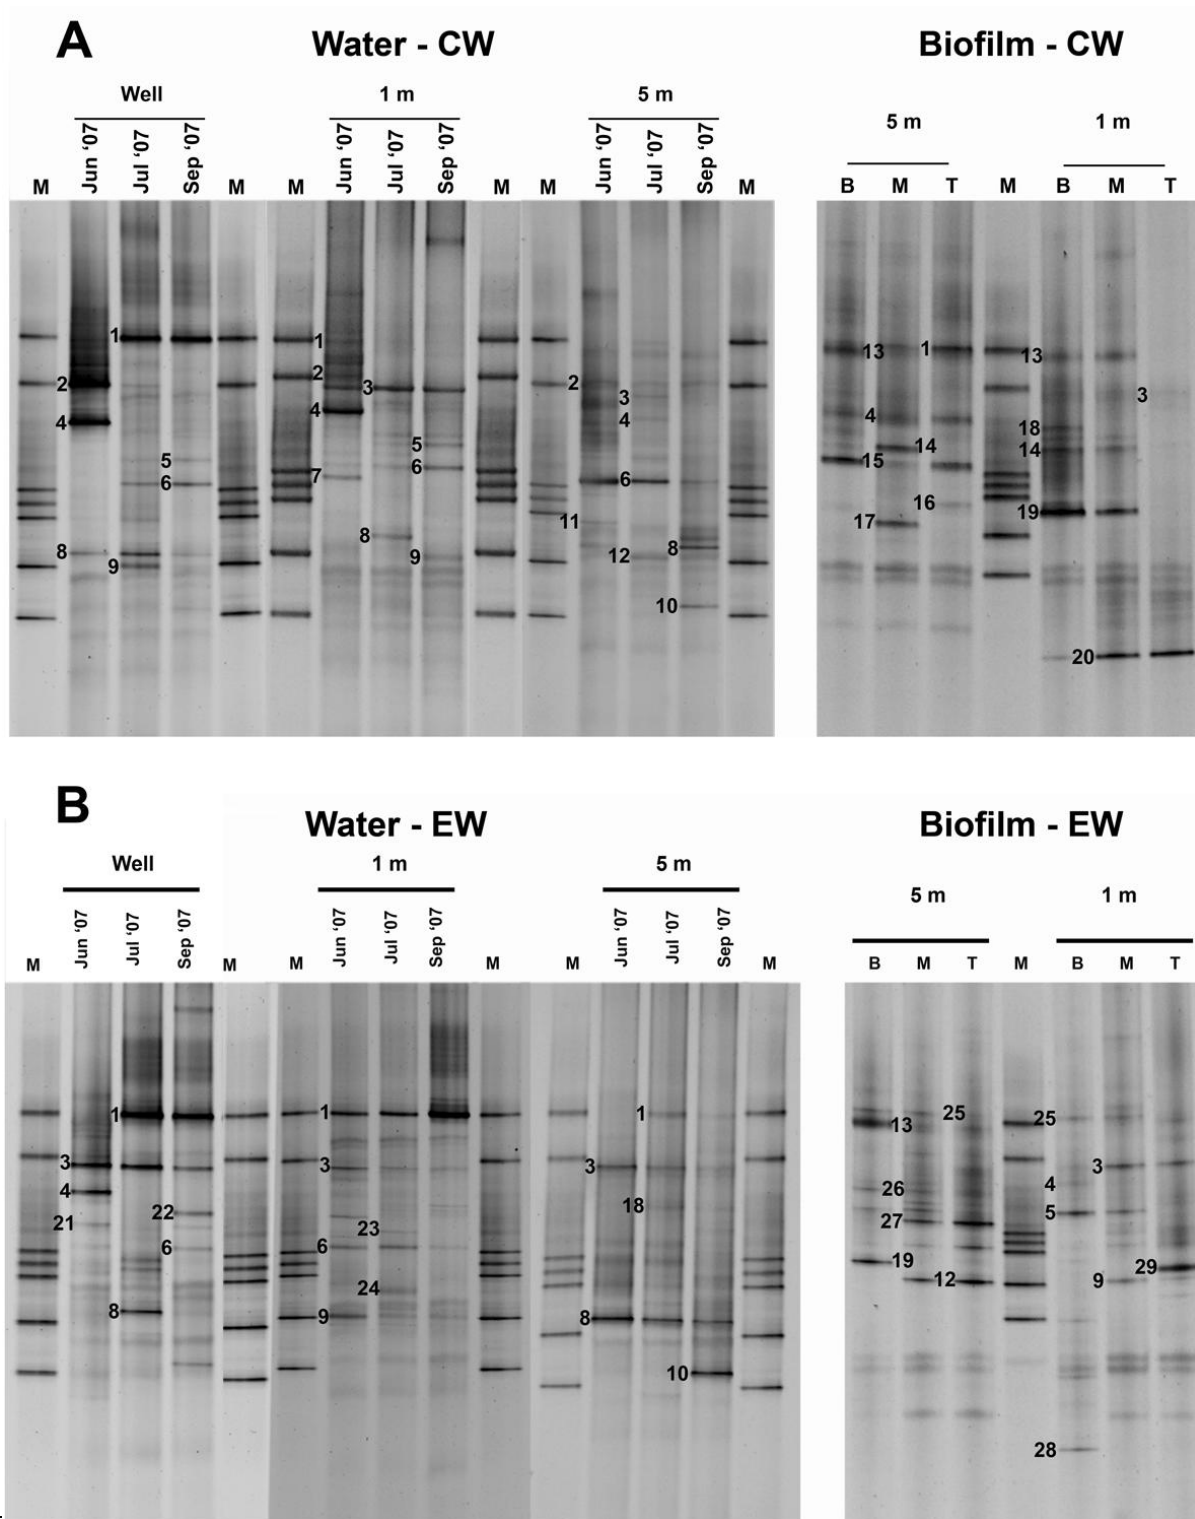 A
Water - CW
Biofilm - CW
Well
1 m
5 m
5 m
1 m
M
Jun ‘07
Jul ‘07
Sep ‘07
M
M
Jun ‘07
Jul ‘07
Sep ‘07
M
M
Jun ‘07
Jul ‘07
Sep ‘07
M
B
M
T
M
B
M
T
1
2
4
5
6
8
9
1
2
3
4
5
6
7
8
9
2
3
4
6
11
12
8
10
13
1
4
14
15
16
17
13
3
18
14
19
20
B
Water - EW
Biofilm - EW
Well
1 m
5 m
5 m
1 m
M
Jun ‘07
Jul ‘07
Sep ‘07
M
M
Jun ‘07
Jul ‘07
Sep ‘07
M
Jun ‘07
Jul ‘07
Sep ‘07
M
B
M
T
M
B
M
T
1
3
4
21
22
6
8
1
3
23
6
24
9
1
3
18
8
10
13
25
26
27
19
12
25
3
4
5
29
9
28